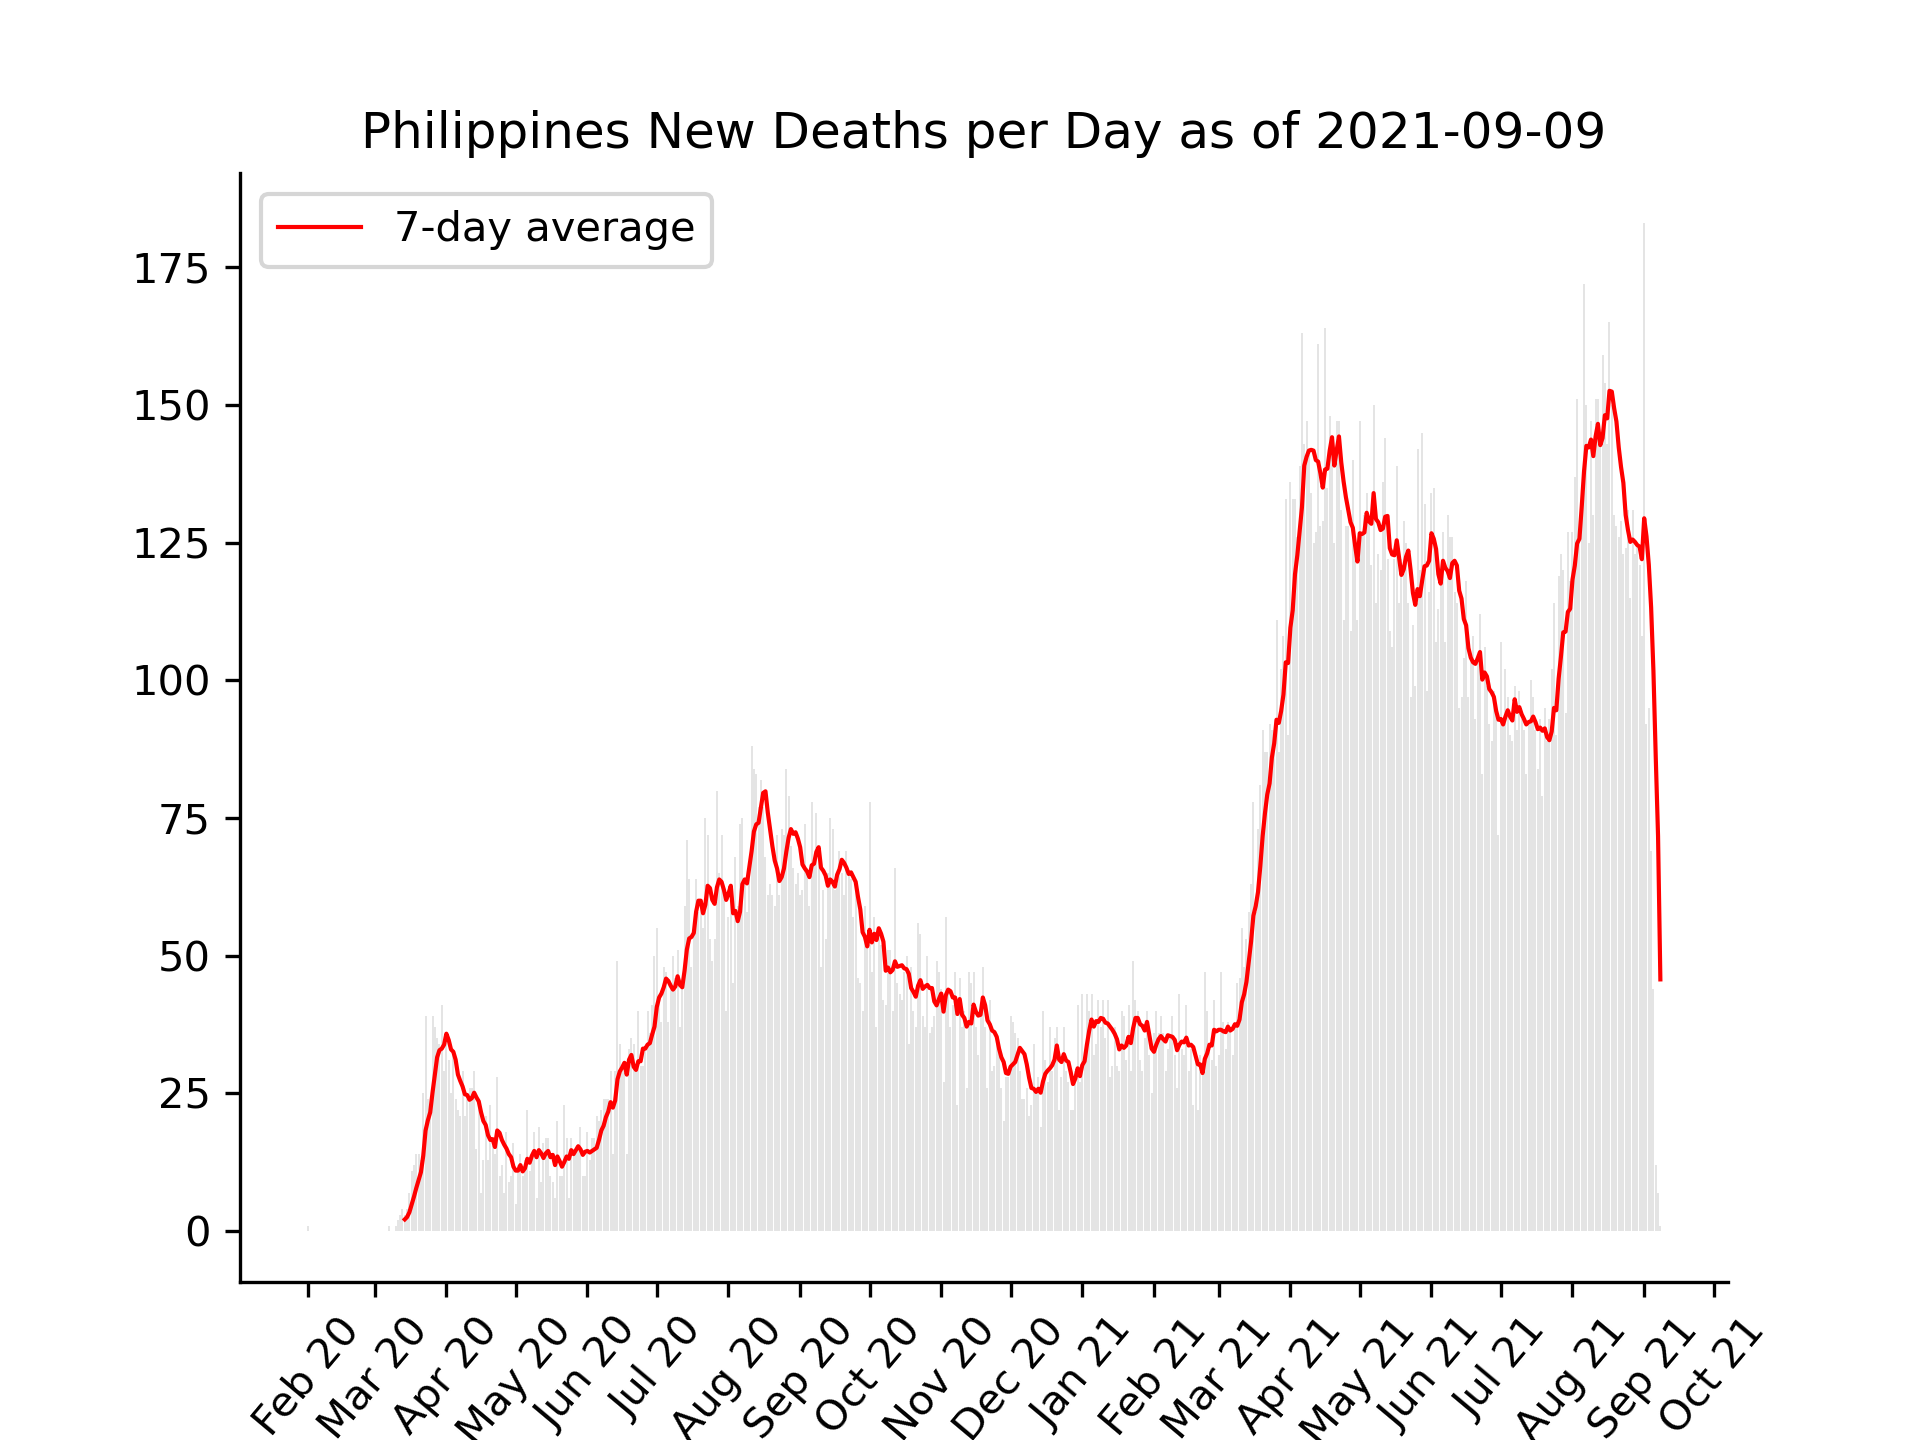 Philippines New Deaths per Day as of 2021-09-09
7-day average
175
150
125
100
75
50
25
0
Feb 20
Mar 20
Apr 20
May 20
Jun 20
Jul 20
Aug 20
Sep 20
Oct 20
Nov 20
Dec 20
Jan 21
Feb 21
Mar 21
Apr 21
May 21
Jun 21
Jul 21
Aug 21
Sep 21
Oct 21